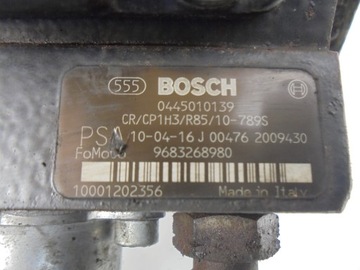 555 BOSCH
0445010139
CR/CP1H3/R85/10-789S
PSA 10-04-16 J 00476 2009430
FoMoCo 9683268980
10001202356 Made in Italy